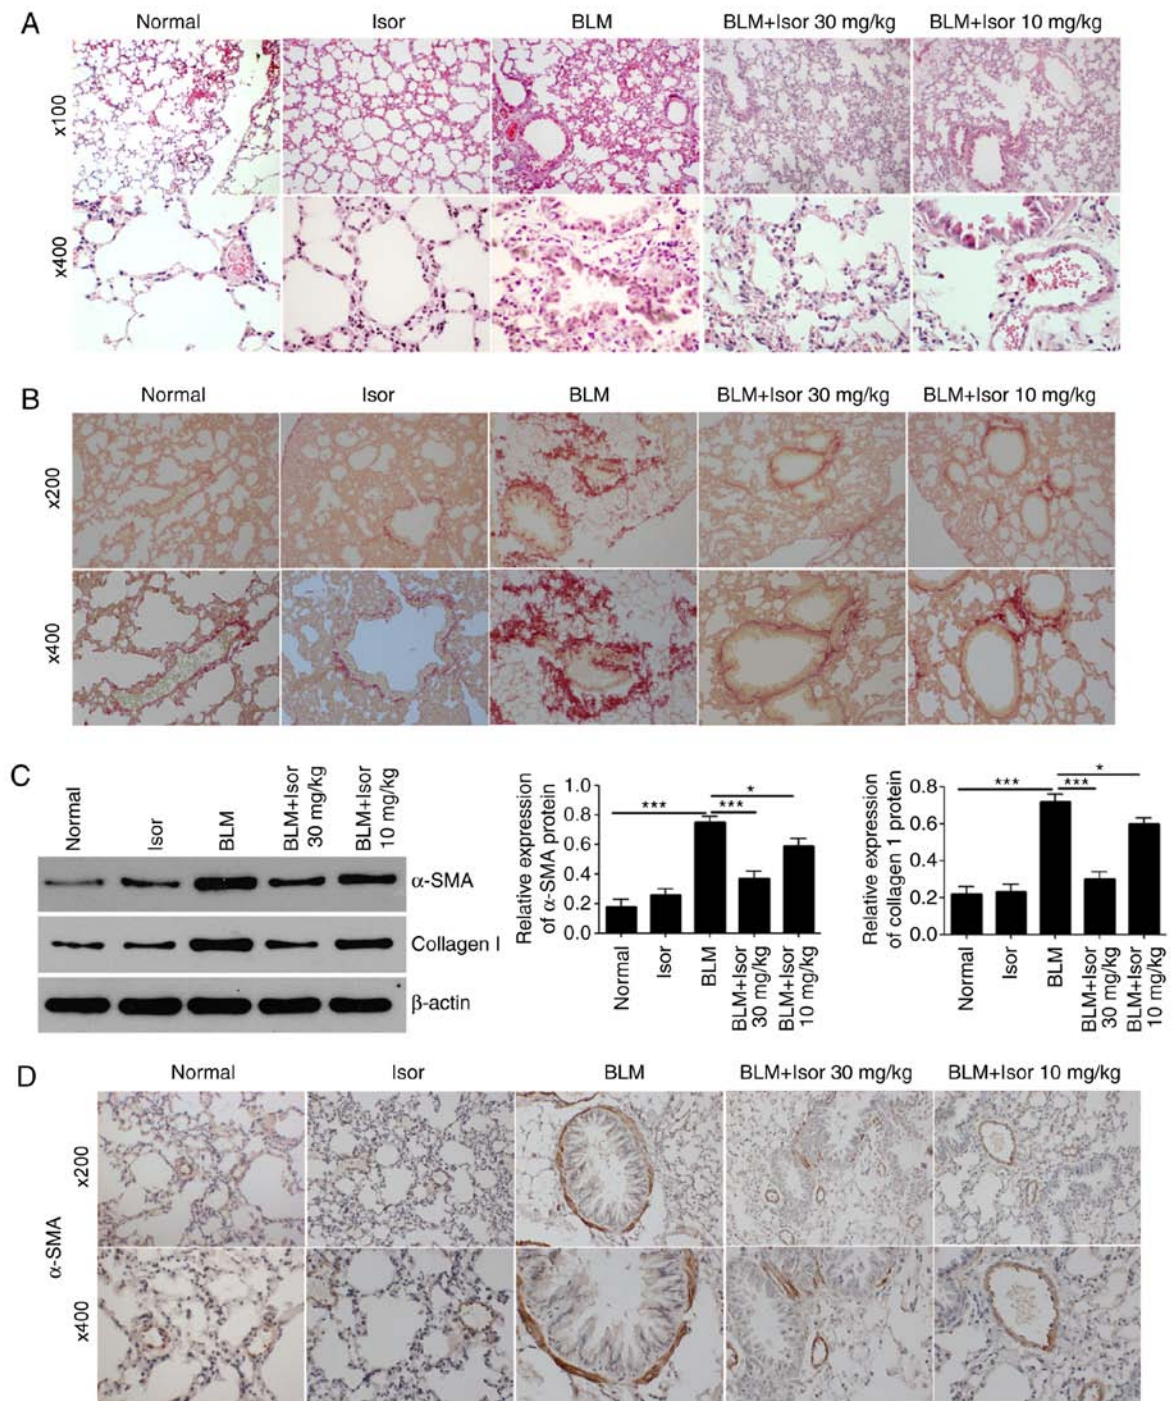 A
Normal
Isor
BLM
BLM+Isor 30 mg/kg
BLM+Isor 10 mg/kg
x100
x400
B
Normal
Isor
BLM
BLM+Isor 30 mg/kg
BLM+Isor 10 mg/kg
x200
x400
C
Normal
Isor
BLM
BLM+Isor
30 mg/kg
BLM+Isor
10 mg/kg
α-SMA
Collagen I
β-actin
Relative expression
of α-SMA protein
1.0
0.8
0.6
0.4
0.2
0.0
***
***
*
Normal
Isor
BLM
BLM+Isor
30 mg/kg
BLM+Isor
10 mg/kg
Relative expression
of collagen 1 protein
0.8
0.6
0.4
0.2
0.0
***
***
*
Normal
Isor
BLM
BLM+Isor
30 mg/kg
BLM+Isor
10 mg/kg
D
Normal
Isor
BLM
BLM+Isor 30 mg/kg
BLM+Isor 10 mg/kg
α-SMA
x200
x400